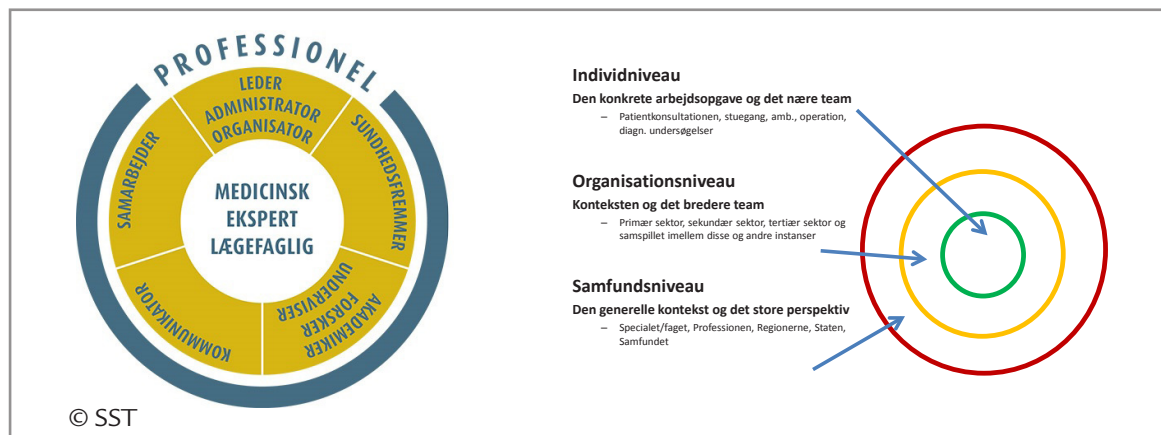 PROFESSIONEL
LEDER
ADMINISTRATOR
ORGANISATOR
SUNDHEDSFREMMER
AKADEMIKER
FORSKER
UNDERVISER
KOMMUNIKATOR
SAMARBEJDER
MEDICINSK
EKSPERT
LÆGEFAGLIG
© SST
Individniveau
Den konkrete arbejdsopgave og det nære team
– Patientkonsultationen, stuegang, amb., operation,
diagn. undersøgelser
Organisationsniveau
Konteksten og det bredere team
– Primær sektor, sekundær sektor, tertiær sektor og
samspillet imellem disse og andre instanser
Samfundsniveau
Den generelle kontekst og det store perspektiv
– Specialet/faget, Professionen, Regionerne, Staten,
Samfundet